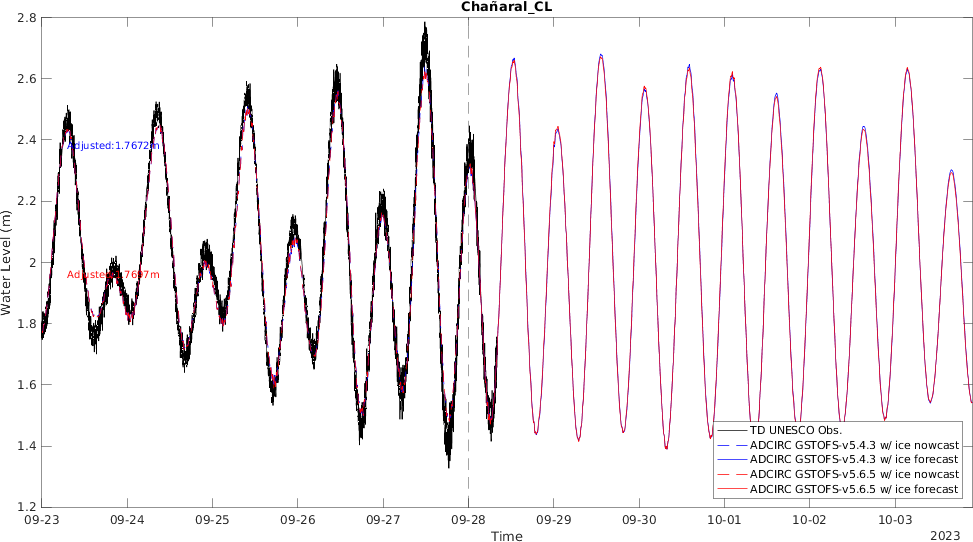 Chañaral_CL
2.8
2.6
2.4
2.2
2
1.8
1.6
1.4
1.2
Water Level (m)
Adjusted:1.7672m
Adjusted:1.7607m
TD UNESCO Obs.
ADCIRC GSTOFS-v5.4.3 w/ ice nowcast
ADCIRC GSTOFS-v5.4.3 w/ ice forecast
ADCIRC GSTOFS-v5.6.5 w/ ice nowcast
ADCIRC GSTOFS-v5.6.5 w/ ice forecast
09-23 09-24 09-25 09-26 09-27 09-28 09-29 09-30 10-01 10-02 10-03
Time
2023